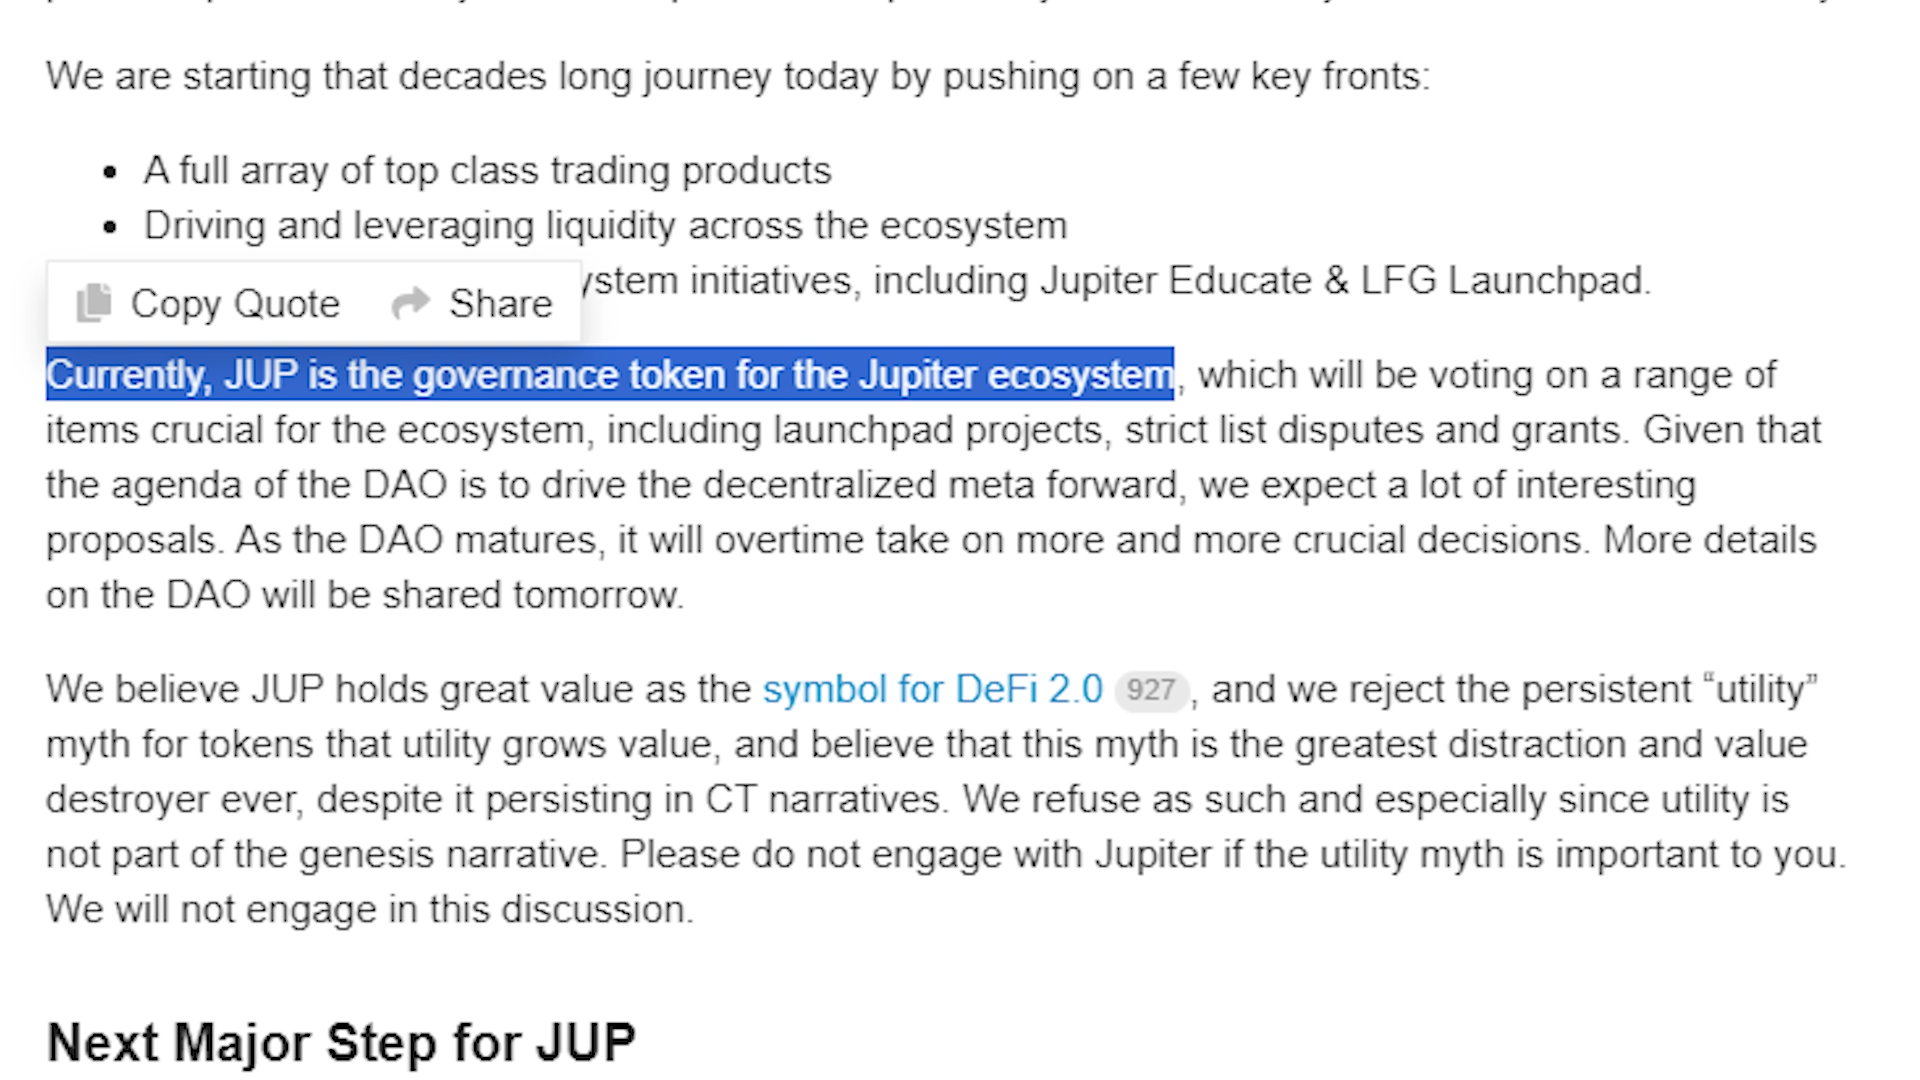 We are starting that decades long journey today by pushing on a few key fronts:
• A full array of top class trading products
• Driving and leveraging liquidity across the ecosystem
ystem initiatives, including Jupiter Educate & LFG Launchpad.
Copy Quote Share
Currently, JUP is the governance token for the Jupiter ecosystem, which will be voting on a range of
items crucial for the ecosystem, including launchpad projects, strict list disputes and grants. Given that
the agenda of the DAO is to drive the decentralized meta forward, we expect a lot of interesting
proposals. As the DAO matures, it will overtime take on more and more crucial decisions. More details
on the DAO will be shared tomorrow.
We believe JUP holds great value as the symbol for DeFi 2.0 927, and we reject the persistent “utility”
myth for tokens that utility grows value, and believe that this myth is the greatest distraction and value
destroyer ever, despite it persisting in CT narratives. We refuse as such and especially since utility is
not part of the genesis narrative. Please do not engage with Jupiter if the utility myth is important to you.
We will not engage in this discussion.
Next Major Step for JUP